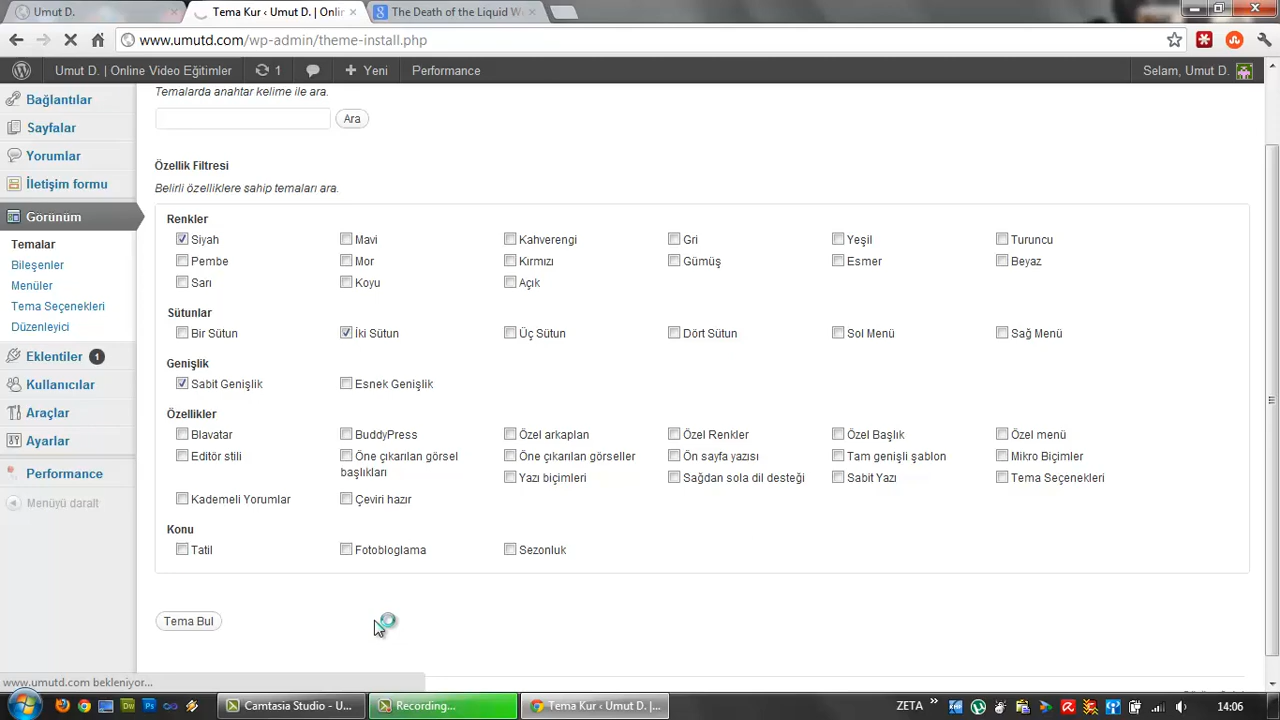 Umut D.
Tema Kur ‹ Umut D. | Onlin
The Death of the Liquid W
www.umutd.com/wp-admin/theme-install.php
Umut D. | Online Video Eğitimler
1
Yeni
Performance
Selam, Umut D.
Bağlantılar
Sayfalar
Yorumlar
İletişim formu
Görünüm
Temalar
Bileşenler
Menüler
Tema Seçenekleri
Düzenleyici
Eklentiler 1
Kullanıcılar
Araçlar
Ayarlar
Performance
Menüyü daralt
Temalarda anahtar kelime ile ara.
Ara
Özellik Filtresi
Belirli özelliklere sahip temaları ara.
Renkler
Siyah Mavi Kahverengi Gri Yeşil Turuncu
Pembe Mor Kırmızı Gümüş Esmer Beyaz
Sarı Koyu Açık
Sütunlar
Bir Sütun İki Sütun Üç Sütun Dört Sütun Sol Menü Sağ Menü
Genişlik
Sabit Genişlik Esnek Genişlik
Özellikler
Blavatar BuddyPress Özel arkaplan Özel Renkler Özel Başlık Özel menü
Editör stili Öne çıkarılan görsel başlıkları Öne çıkarılan görseller Ön sayfa yazısı Tam genişli şablon Mikro Biçimler
Yazı biçimleri Sağdan sola dil desteği Sabit Yazı Tema Seçenekleri
Kademeli Yorumlar Çeviri hazır
Konu
Tatil Fotobloglama Sezonluk
Tema Bul
www.umutd.com bekleniyor...
Camtasia Studio - U...
Recording...
Tema Kur ‹ Umut D. |...
ZETA
14:06